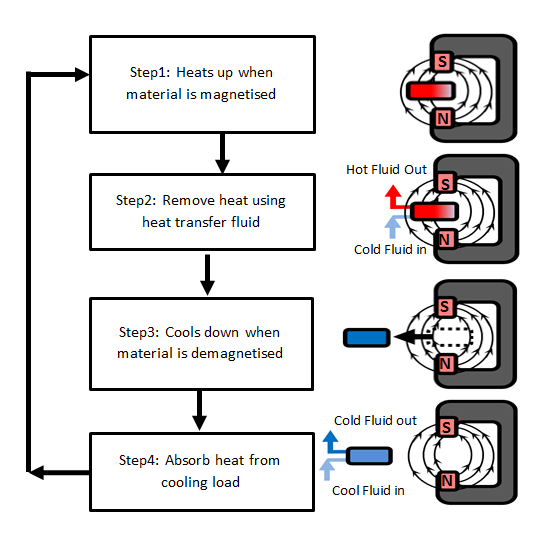 Step1: Heats up when
material is magnetised
S
N
Step2: Remove heat using
heat transfer fluid
Hot Fluid Out
S
Cold Fluid in
N
Step3: Cools down when
material is demagnetised
S
N
Step4: Absorb heat from
cooling load
Cold Fluid out
S
Cool Fluid in
N